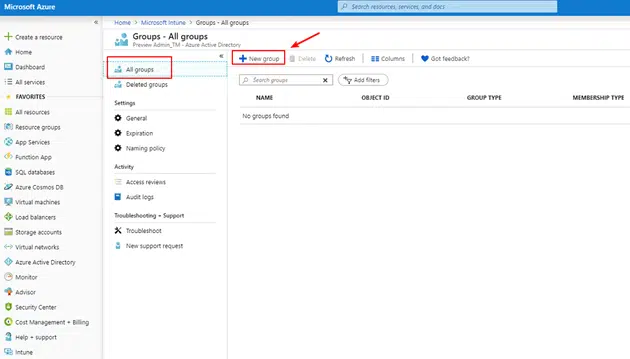 Microsoft Azure
Search resources, services, and docs
Create a resource
Home
Dashboard
All services
FAVORITES
All resources
Resource groups
App Services
Function App
SQL databases
Azure Cosmos DB
Virtual machines
Load balancers
Storage accounts
Virtual networks
Azure Active Directory
Monitor
Advisor
Security Center
Cost Management + Billing
Help + support
Intune
Home > Microsoft Intune > Groups - All groups
Groups - All groups
Preview Admin_TM - Azure Active Directory
All groups
Deleted groups
Settings
General
Expiration
Naming policy
Activity
Access reviews
Audit logs
Troubleshooting + Support
Troubleshoot
New support request
New group Delete Refresh Columns Got feedback?
Search groups Add filters
NAME OBJECT ID GROUP TYPE MEMBERSHIP TYPE
No groups found